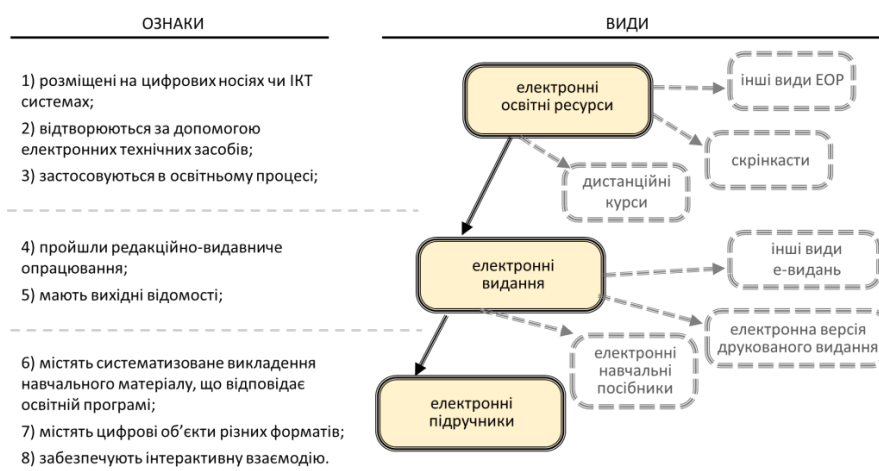 ОЗНАКИ
1) розміщені на цифрових носіях чи ІКТ
системах;
2) відтворюються за допомогою
електронних технічних засобів;
3) застосовуються в освітньому процесі;
4) пройшли редакційно-видавниче
опрацювання;
5) мають вихідні відомості;
6) містять систематизоване викладення
навчального матеріалу, що відповідає
освітній програмі;
7) містять цифрові об’єкти різних форматів;
8) забезпечують інтерактивну взаємодію.
ВИДИ
електронні
освітні ресурси
інші види ЕОР
скрінкасти
дистанційні
курси
електронні
видання
інші види
е-видань
електронна версія
друкованого видання
електронні
навчальні
посібники
електронні
підручники